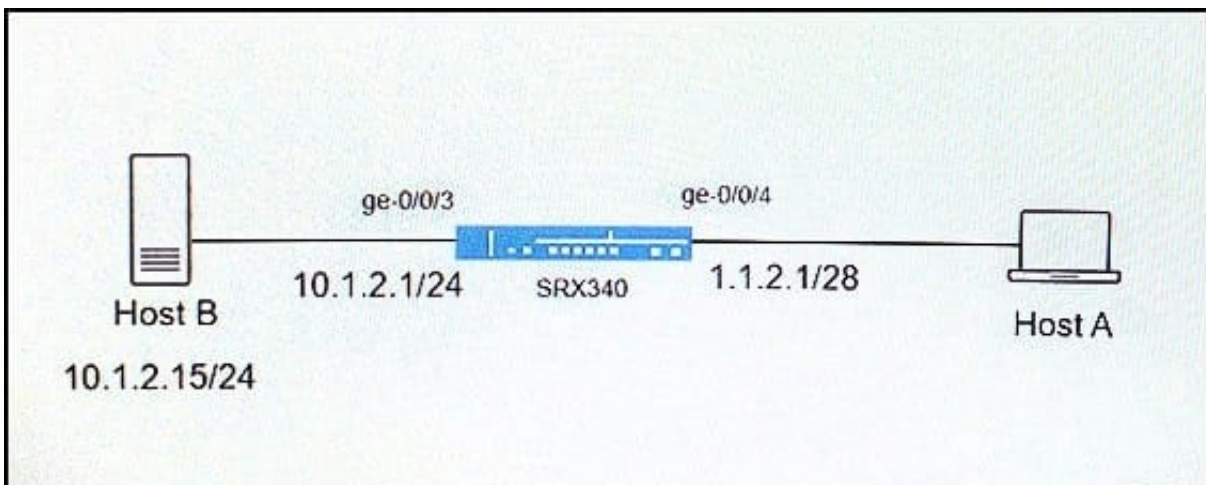 ge-0/0/3
ge-0/0/4
10.1.2.1/24
SRX340
1.1.2.1/28
Host B
Host A
10.1.2.15/24